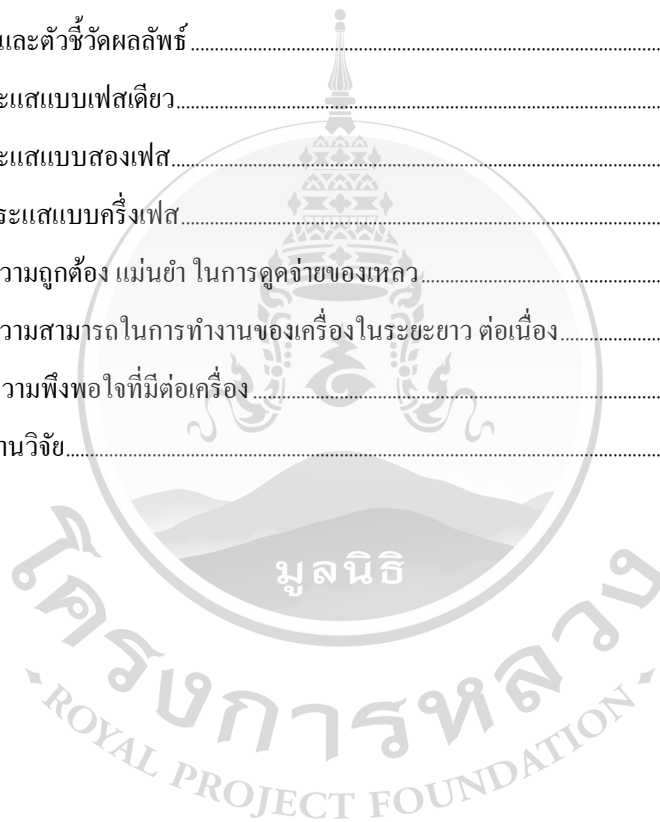 และตัวชี้วัดผลลัพธ์
ะแสแบบเฟสเดียว
ะแสแบบสองเฟส
ระแสแบบครึ่งเฟส
วามถูกต้อง แม่นยำ ในการดูดจ่ายของเหลว
วามสามารถในการทำงานของเครื่องในระยะยาว ต่อเนื่อง
วามพึงพอใจที่มีต่อเครื่อง
านวิจัย
มูลนิธิ
โครงการหลวง
ROYAL PROJECT FOUNDATION